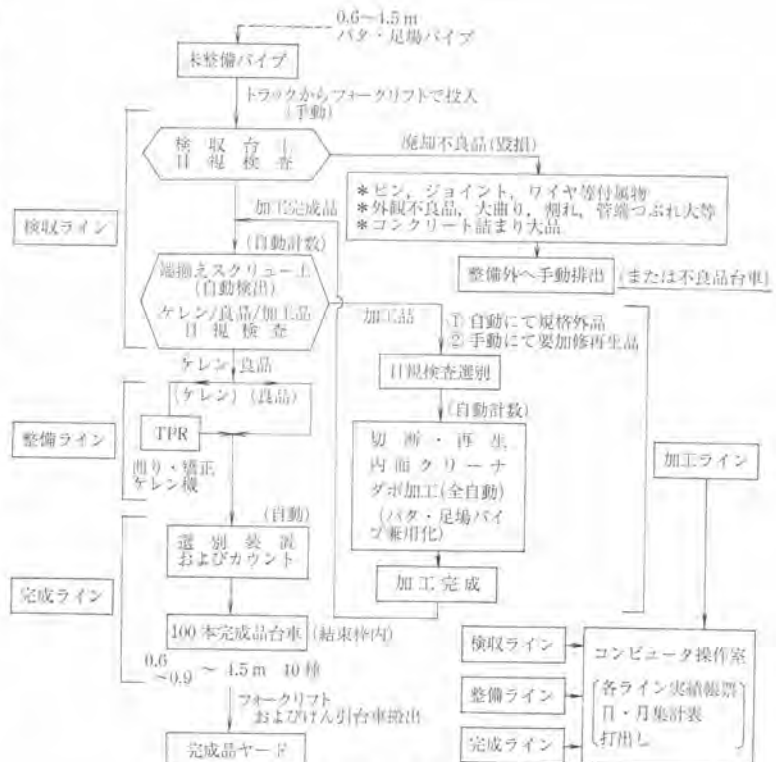 0.6～4.5m
バタ・足場パイプ
未整備パイプ
トラックからフォークリフトで投入
(手動)
検収台上
目視検査
廃却不良品(毀損)
＊ピン，ジョイント，ワイヤ等付属物
＊外観不良品，大曲り，割れ，管端つぶれ大等
＊コンクリート詰まり大品
整備外へ手動排出 (または不良品台車)
検収ライン
加工完成品
(自動計数)
端揃えスクリュー上
(自動検出)
ケレン/良品/加工品
目視検査
加工品
① 自動にて規格外品
② 手動にて要加修再生品
目視検査選別
(自動計数)
切断・再生
内面クリーナ
ダボ加工(全自動)
(バタ・足場パイ
プ兼用化)
加工完成
加工ライン
ケレン 良品
(ケレン) (良品)
整備ライン
TPR
曲り・矯正
ケレン機
(自動)
選別装置
およびカウント
完成ライン
100本完成品台車 (結束枠内)
0.6
～0.9 ～ 4.5m 10種
フォークリフト
およびけん引台車搬出
完成品ヤード
検収ライン
整備ライン
完成ライン
コンピュータ操作室
各ライン実績帳票
日・月集計表
打出し